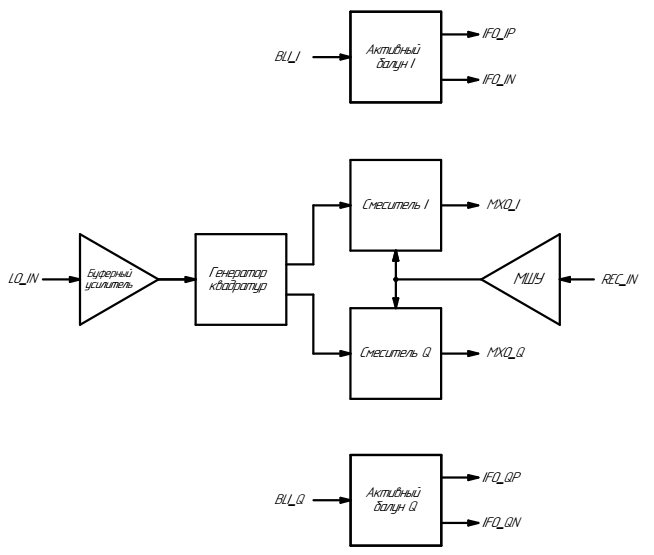 Активный
балун I
BLI_I
IFO_IP
IFO_IN
Смеситель I
MXO_I
LO_IN
Буферный
усилитель
Генератор
квадратур
МШУ
REC_IN
Смеситель Q
MXO_Q
Активный
балун Q
BLI_Q
IFO_QP
IFO_QN